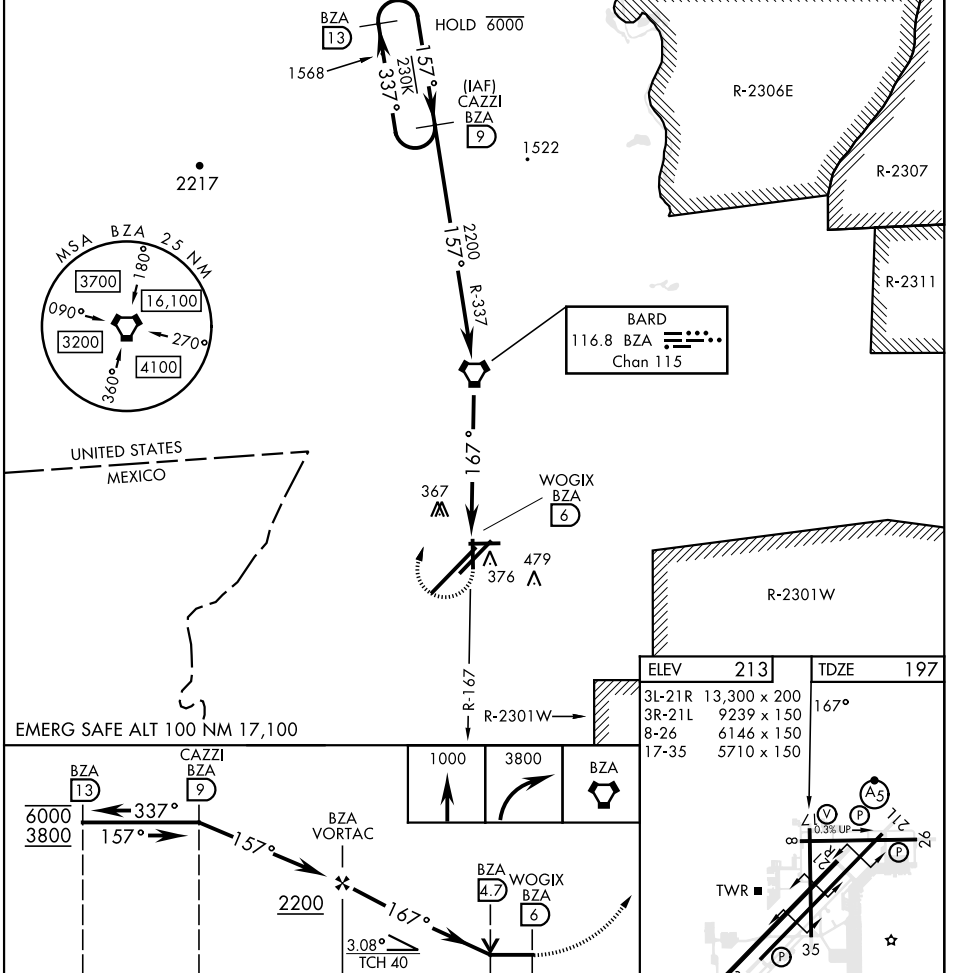 BZA
13
HOLD 6000
1568
157°
230K
337°
(IAF)
CAZZI
BZA
9
1522
R-2306E
R-2307
2217
MSA BZA 25 NM
3700
180°
16,100
090°
270°
3200
4100
360°
2200
157°
R-337
R-2311
BARD
116.8 BZA
Chan 115
UNITED STATES
MEXICO
167°
367
WOGIX
BZA
6
376
479
R-2301W
R-167
R-2301W
EMERG SAFE ALT 100 NM 17,100
ELEV 213
TDZE 197
3L-21R 13,300 x 200
3R-21L 9239 x 150
8-26 6146 x 150
17-35 5710 x 150
167°
1000
3800
BZA
BZA
13
CAZZI
BZA
9
6000
3800
337°
157°
157°
BZA
VORTAC
2200
167°
BZA
4.7
WOGIX
BZA
6
3.08°
TCH 40
A5
V
P
17
21L
0.3% UP
8
26
P
21R
TWR
35
P